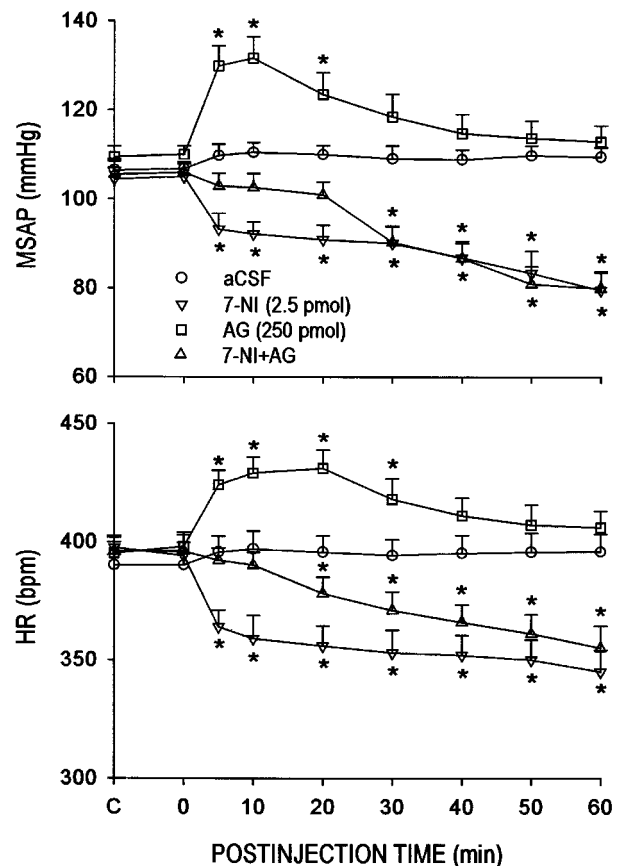 140
120
100
80
60
MSAP (mmHg)
* *
*
* * * *
* * * * * * *
aCSF
7-NI (2.5 pmol)
AG (250 pmol)
7-NI+AG
450
400
350
300
HR (bpm)
* * * *
* * * * *
* * * * * * *
C 0 10 20 30 40 50 60
POSTINJECTION TIME (min)